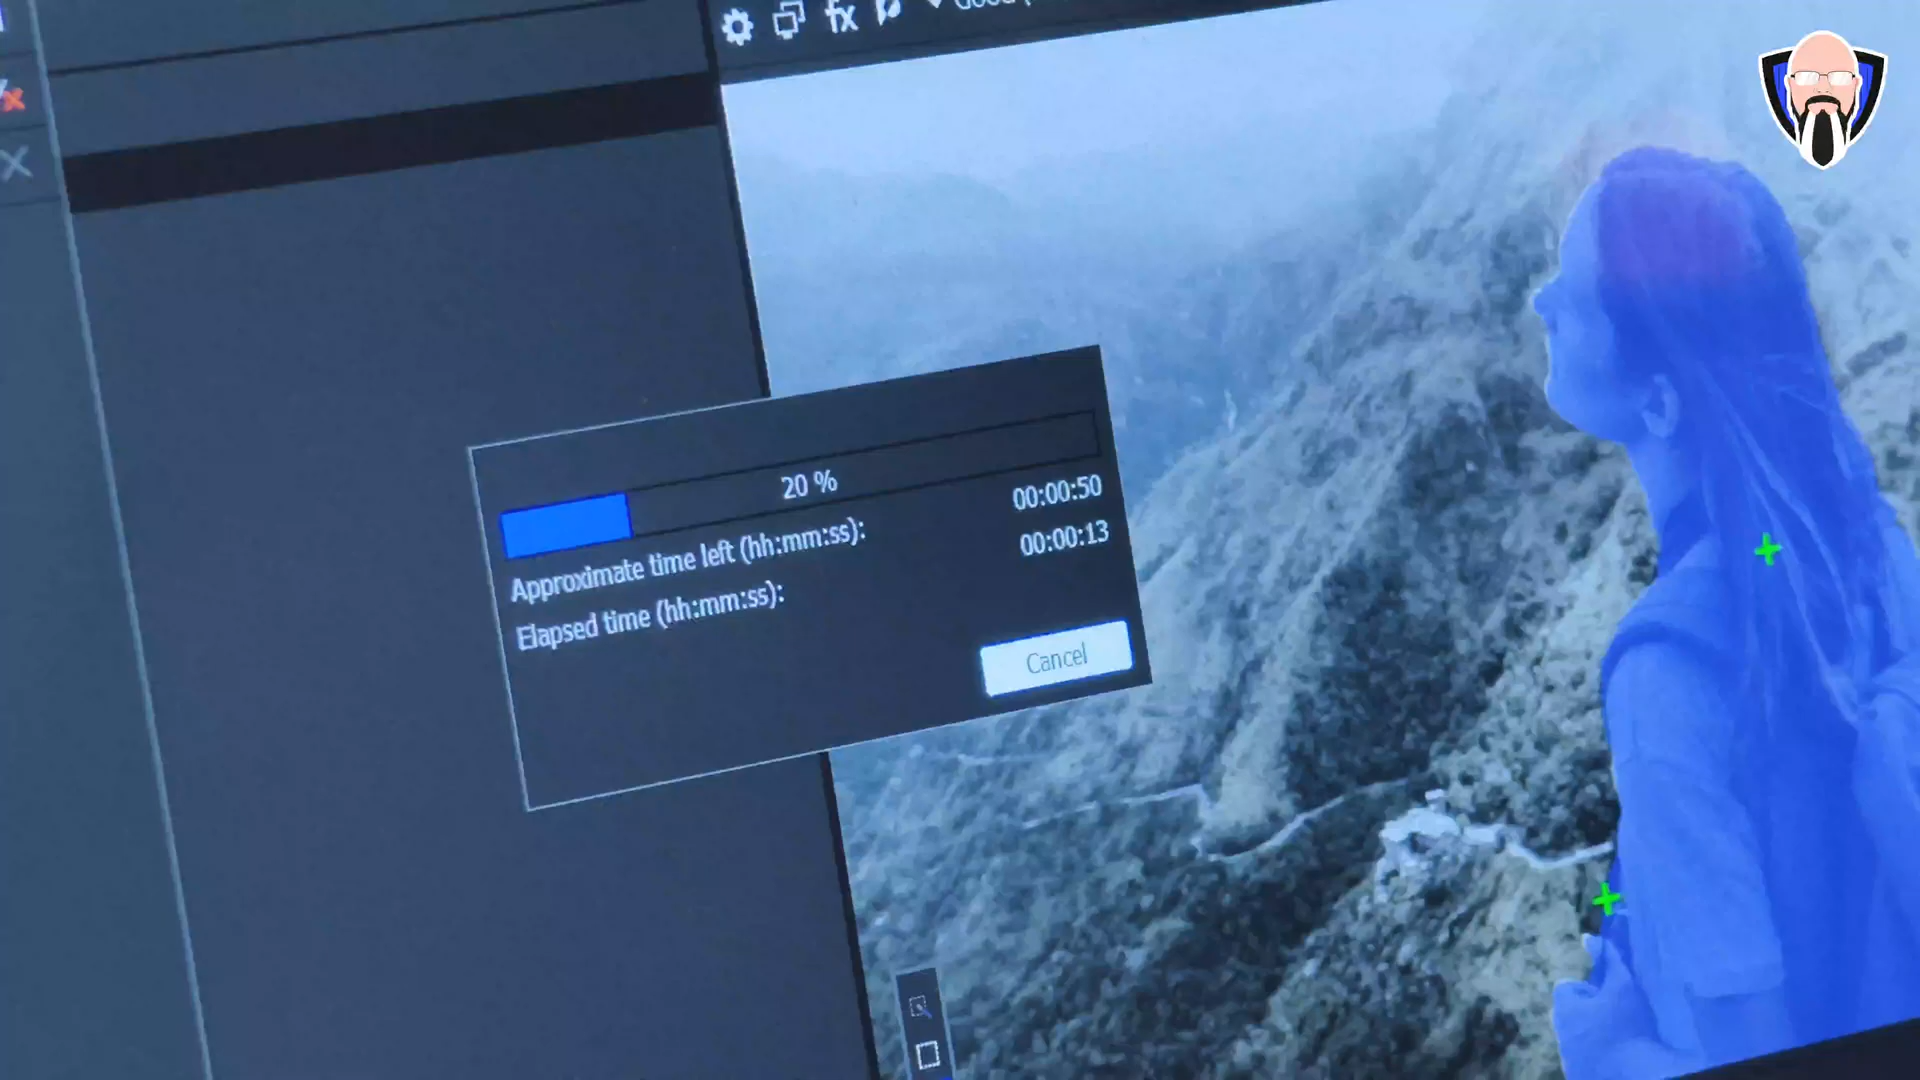 fx
20 %
Approximate time left (hh:mm:ss): 00:00:50
Elapsed time (hh:mm:ss): 00:00:13
Cancel